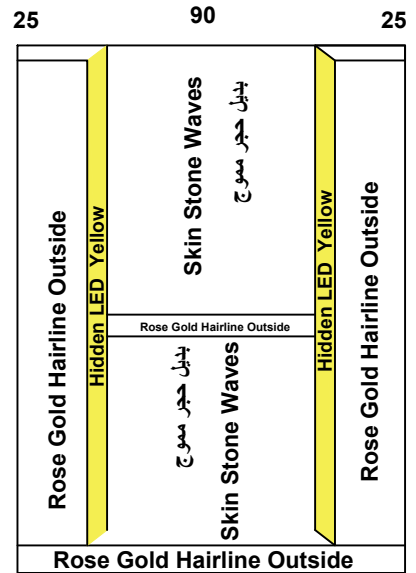 25 90 25
Rose Gold Hairline Outside
Hidden LED Yellow
Skin Stone Waves
بديل حجر مموج
Hidden LED Yellow
Rose Gold Hairline Outside
Rose Gold Hairline Outside
بديل حجر مموج
Skin Stone Waves
Rose Gold Hairline Outside